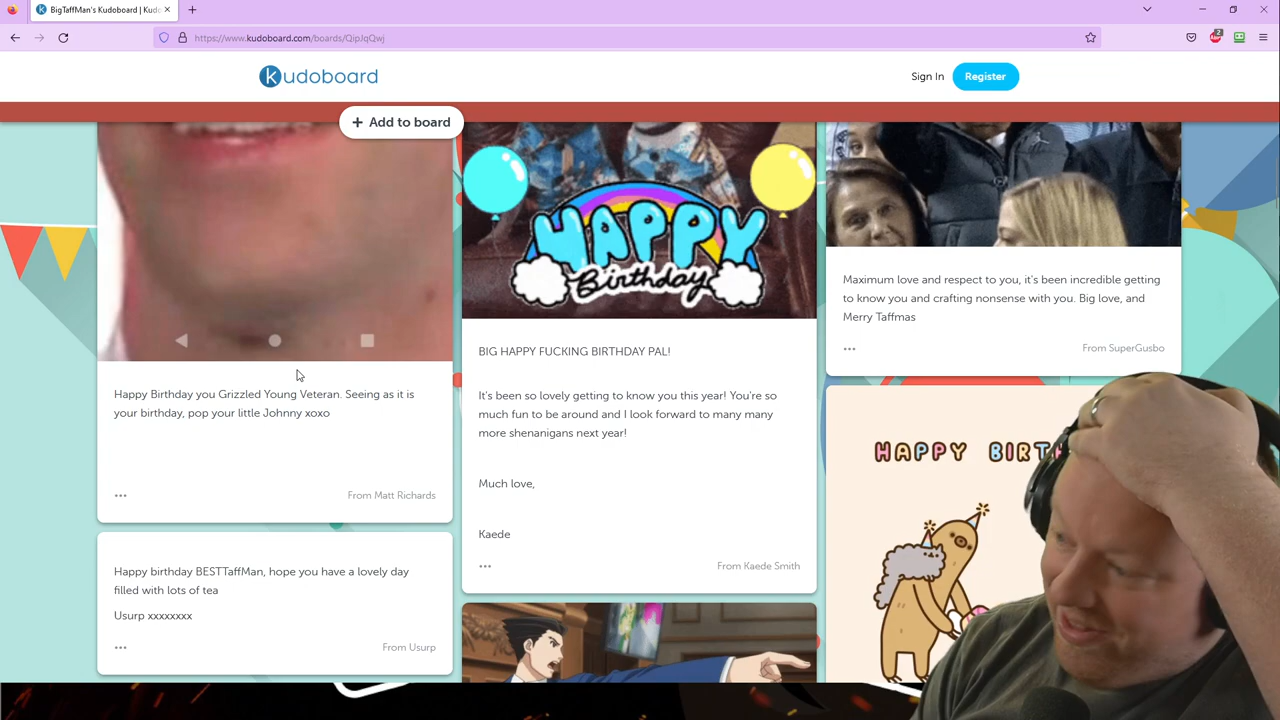 BigTaffMan's Kudoboard | Kudo
https://www.kudoboard.com/boards/QipJqQwj
2
kudoboard
Sign In
Register
+ Add to board
Happy Birthday you Grizzled Young Veteran. Seeing as it is
your birthday, pop your little Johnny xoxo
From Matt Richards
Happy birthday BESTTaffMan, hope you have a lovely day
filled with lots of tea
Usurp xxxxxxxx
From Usurp
HAPPY
Birthday
BIG HAPPY FUCKING BIRTHDAY PAL!
It's been so lovely getting to know you this year! You're so
much fun to be around and I look forward to many many
more shenanigans next year!
Much love,
Kaede
From Kaede Smith
Maximum love and respect to you, it's been incredible getting
to know you and crafting nonsense with you. Big love, and
Merry Taffmas
From SuperGusbo
HAPPY BIRT